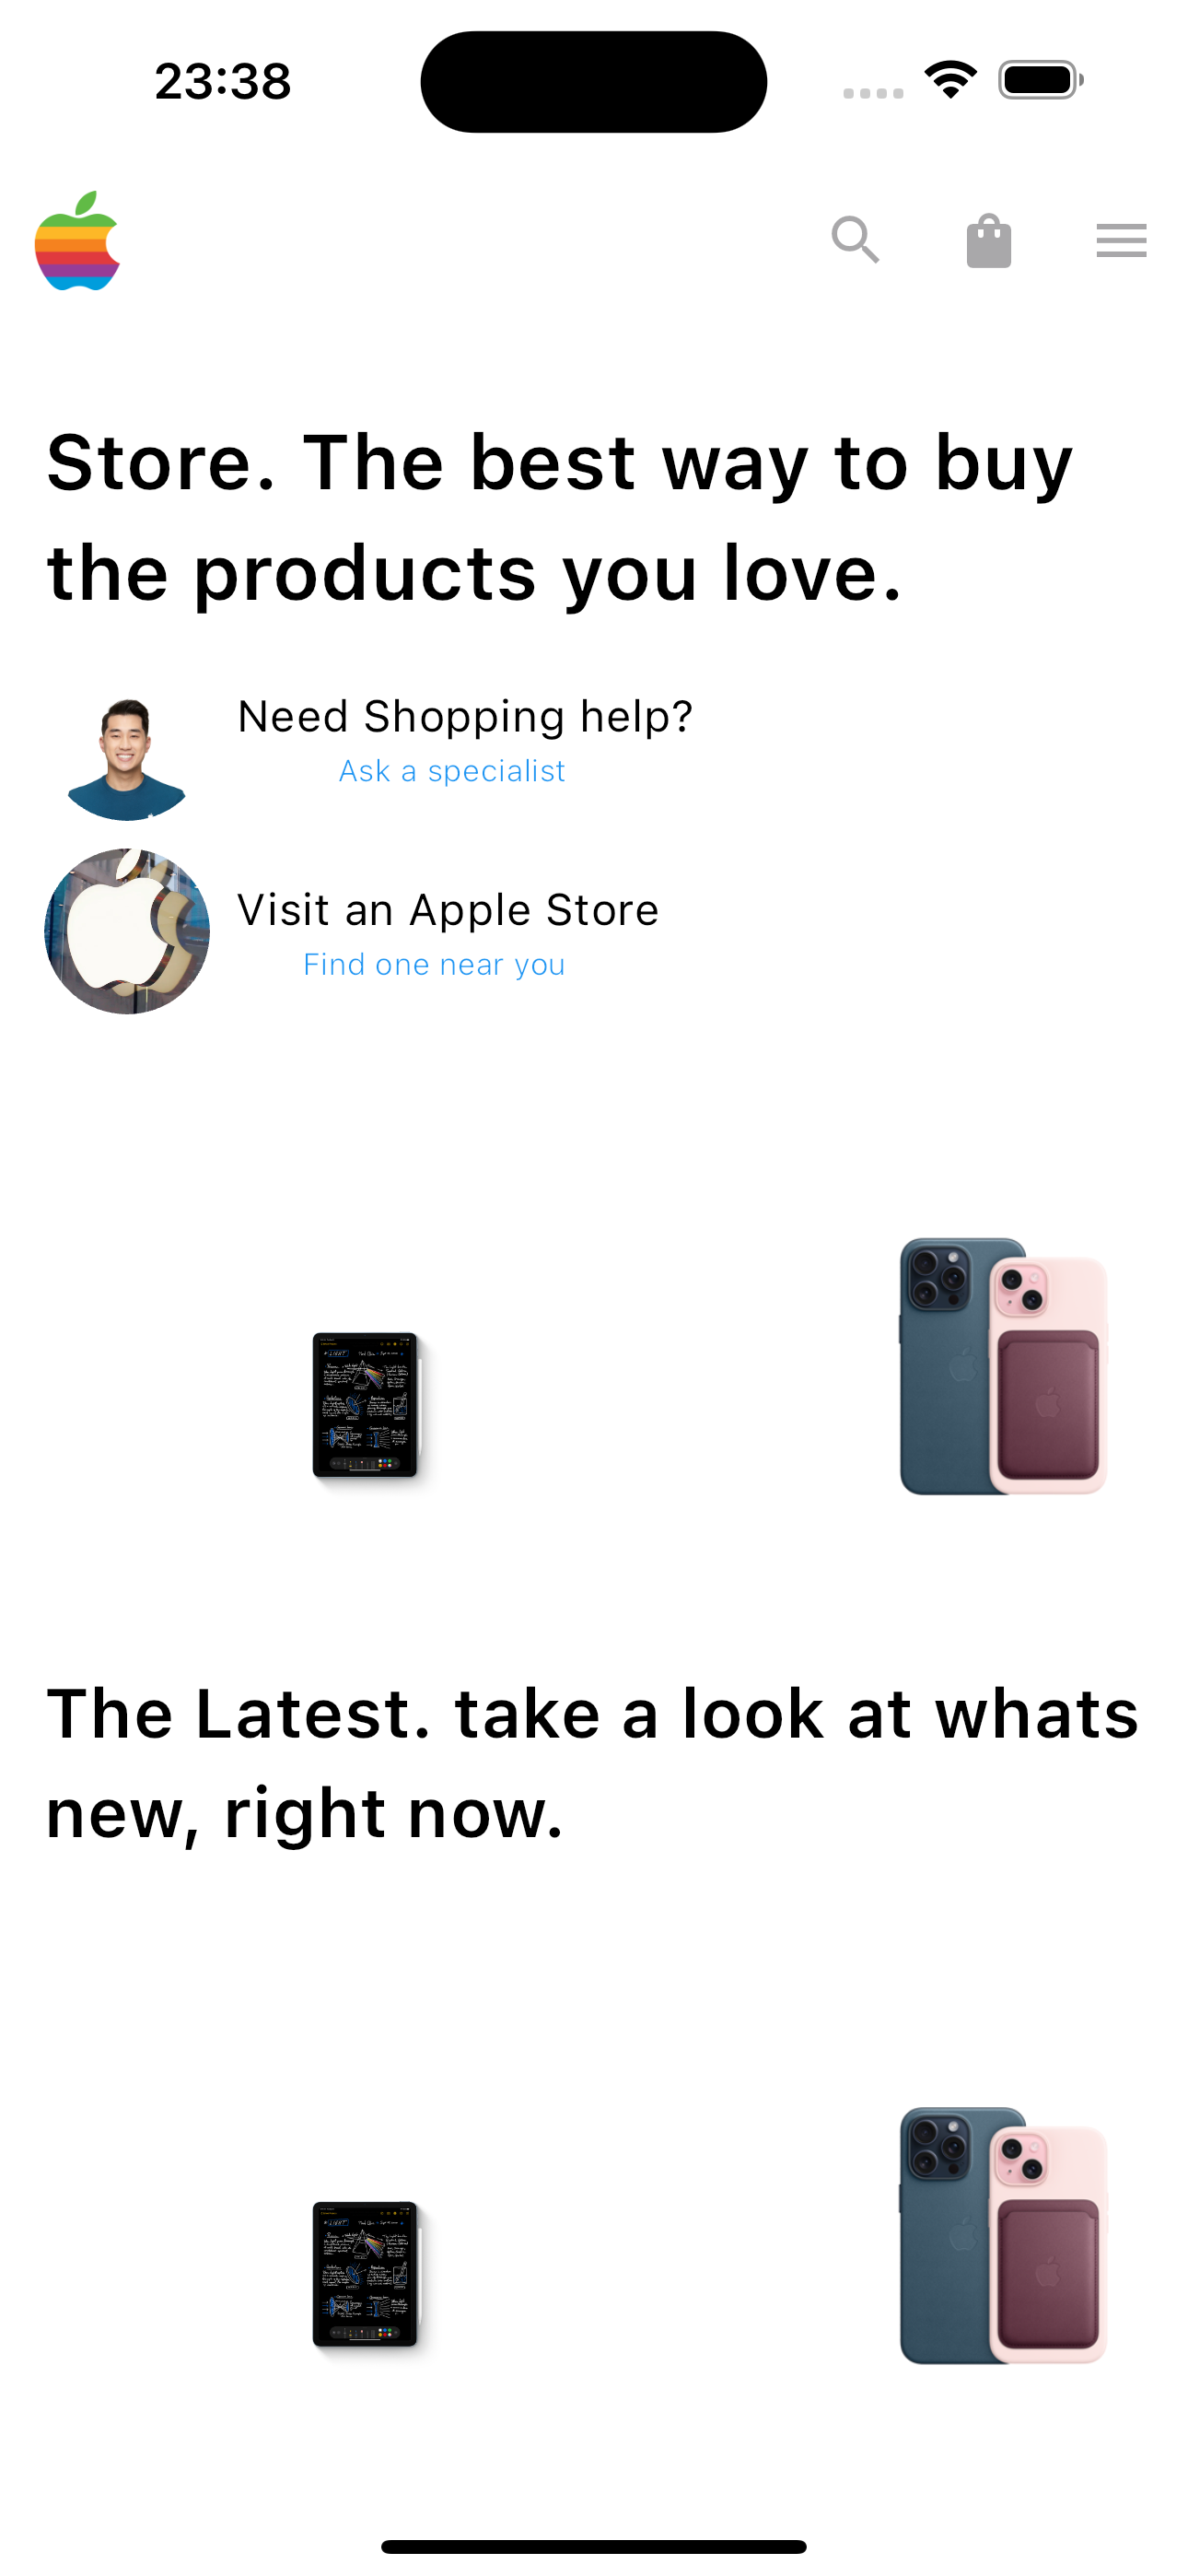 23:38
Store. The best way to buy
the products you love.
Need Shopping help?
Ask a specialist
Visit an Apple Store
Find one near you
The Latest. take a look at whats
new, right now.